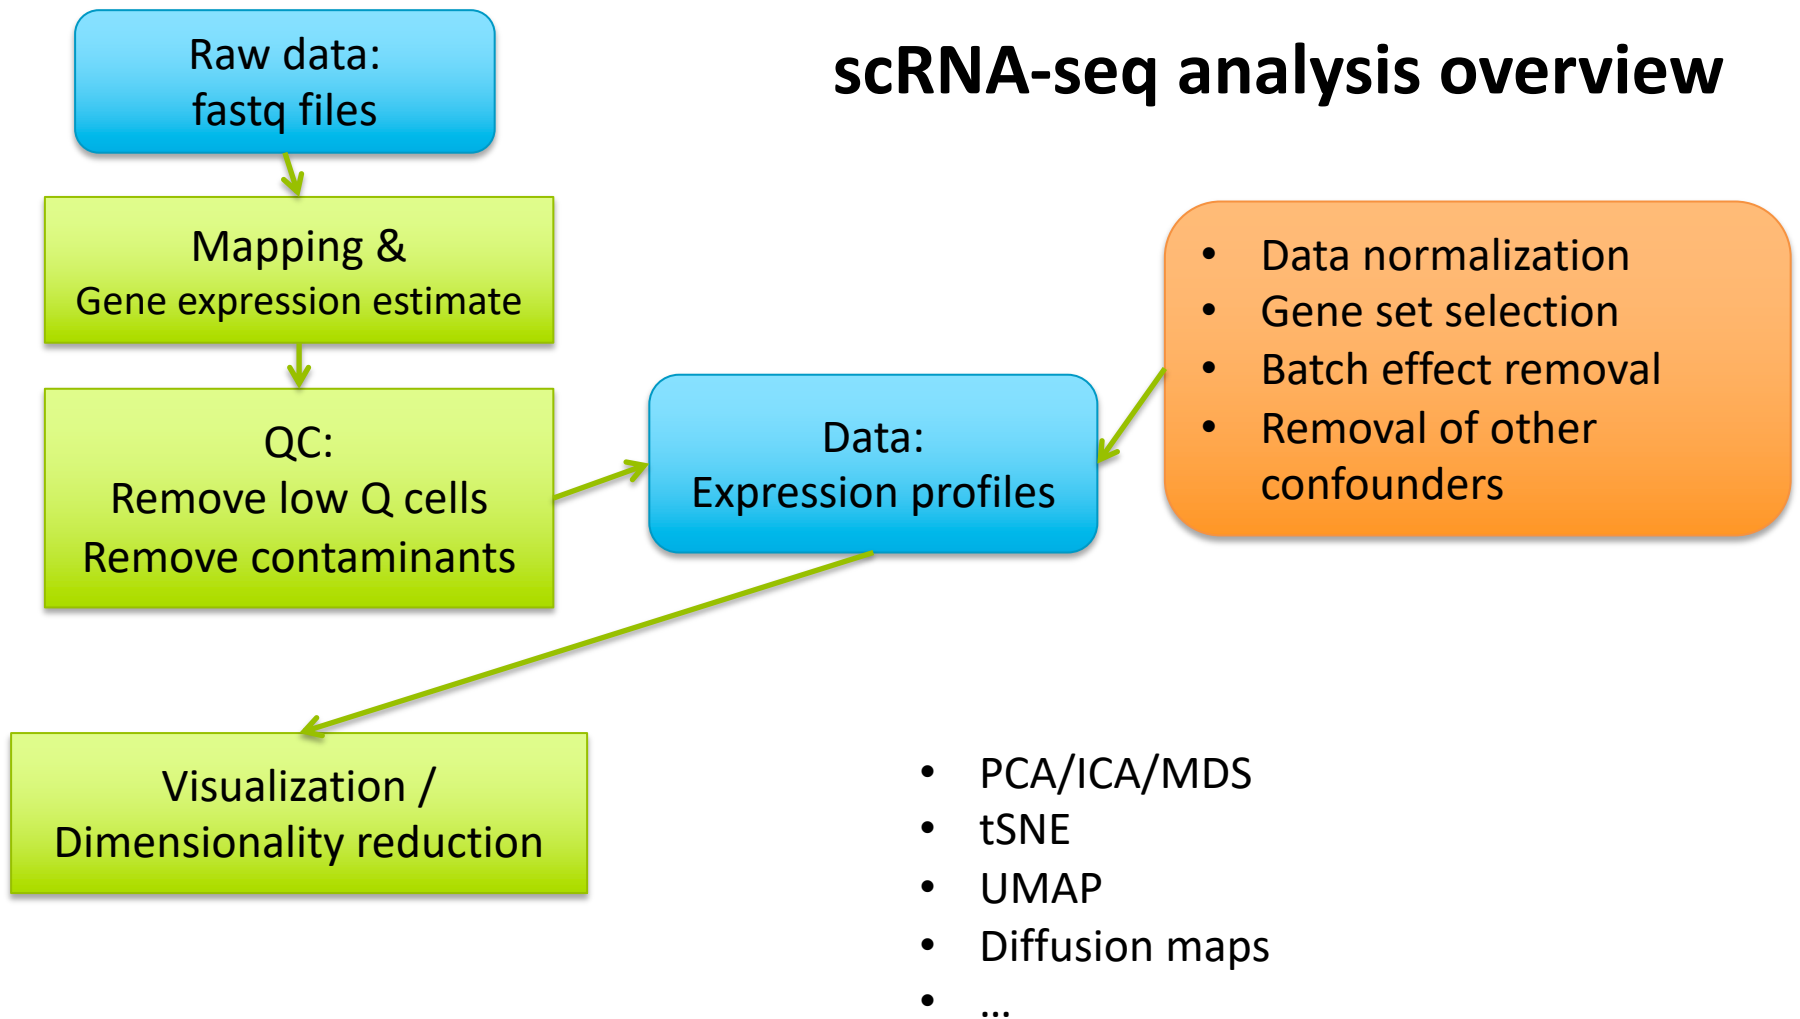 scRNA-seq analysis overview
Raw data:
fastq files
Mapping &
Gene expression estimate
QC:
Remove low Q cells
Remove contaminants
Data:
Expression profiles
• Data normalization
• Gene set selection
• Batch effect removal
• Removal of other
confounders
Visualization /
Dimensionality reduction
• PCA/ICA/MDS
• tSNE
• UMAP
• Diffusion maps
• …